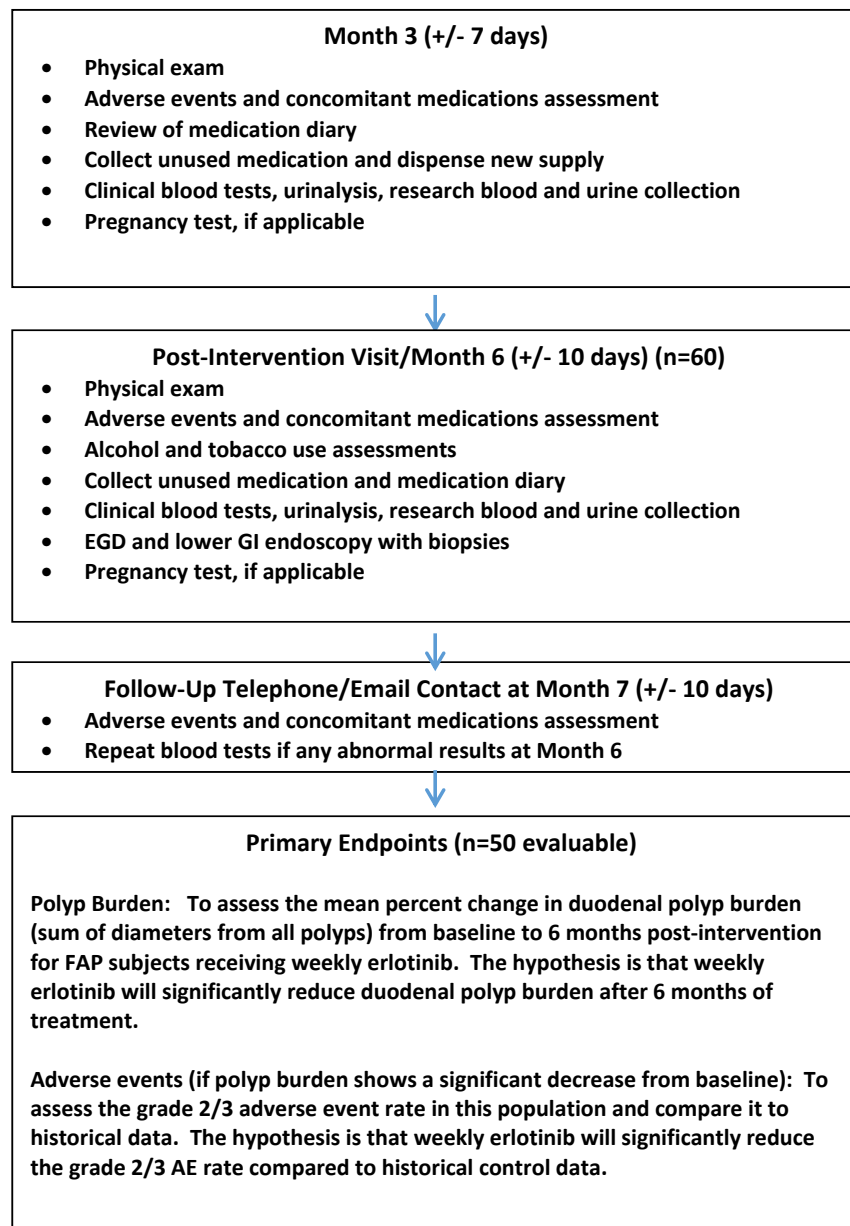 Month 3 (+/- 7 days)
• Physical exam
• Adverse events and concomitant medications assessment
• Review of medication diary
• Collect unused medication and dispense new supply
• Clinical blood tests, urinalysis, research blood and urine collection
• Pregnancy test, if applicable
Post-Intervention Visit/Month 6 (+/- 10 days) (n=60)
• Physical exam
• Adverse events and concomitant medications assessment
• Alcohol and tobacco use assessments
• Collect unused medication and medication diary
• Clinical blood tests, urinalysis, research blood and urine collection
• EGD and lower GI endoscopy with biopsies
• Pregnancy test, if applicable
Follow-Up Telephone/Email Contact at Month 7 (+/- 10 days)
• Adverse events and concomitant medications assessment
• Repeat blood tests if any abnormal results at Month 6
Primary Endpoints (n=50 evaluable)
Polyp Burden: To assess the mean percent change in duodenal polyp burden
(sum of diameters from all polyps) from baseline to 6 months post-intervention
for FAP subjects receiving weekly erlotinib. The hypothesis is that weekly
erlotinib will significantly reduce duodenal polyp burden after 6 months of
treatment.
Adverse events (if polyp burden shows a significant decrease from baseline): To
assess the grade 2/3 adverse event rate in this population and compare it to
historical data. The hypothesis is that weekly erlotinib will significantly reduce
the grade 2/3 AE rate compared to historical control data.